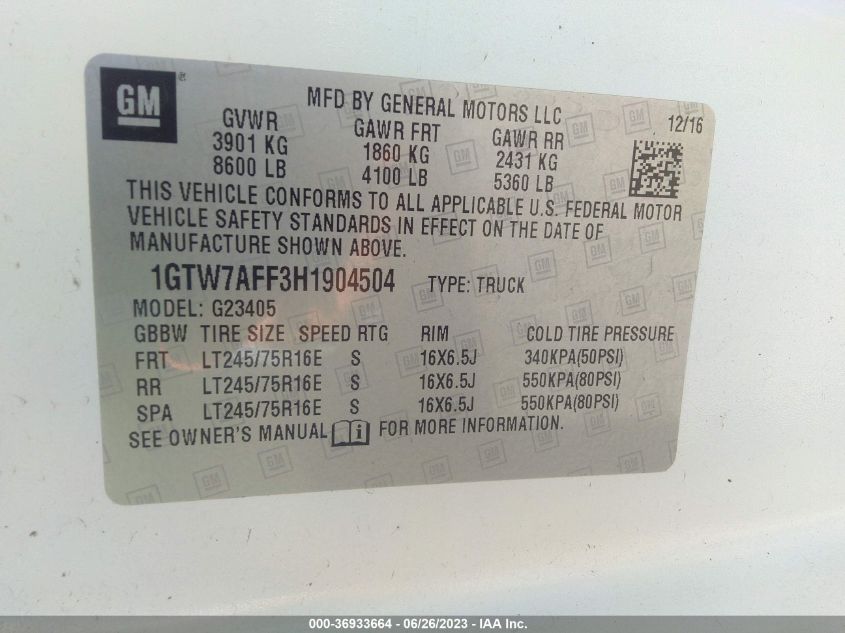 GM ®
MFD BY GENERAL MOTORS LLC
12/16
GVWR GAWR FRT GAWR RR
3901 KG 1860 KG 2431 KG
8600 LB 4100 LB 5360 LB
THIS VEHICLE CONFORMS TO ALL APPLICABLE U.S. FEDERAL MOTOR
VEHICLE SAFETY STANDARDS IN EFFECT ON THE DATE OF
MANUFACTURE SHOWN ABOVE.
1GTW7AFF3H1904504 TYPE: TRUCK
MODEL: G23405
GBBW TIRE SIZE SPEED RTG RIM COLD TIRE PRESSURE
FRT LT245/75R16E S 16X6.5J 340KPA(50PSI)
RR LT245/75R16E S 16X6.5J 550KPA(80PSI)
SPA LT245/75R16E S 16X6.5J 550KPA(80PSI)
SEE OWNER'S MANUAL i FOR MORE INFORMATION.
000-36933664 - 06/26/2023 - IAA Inc.